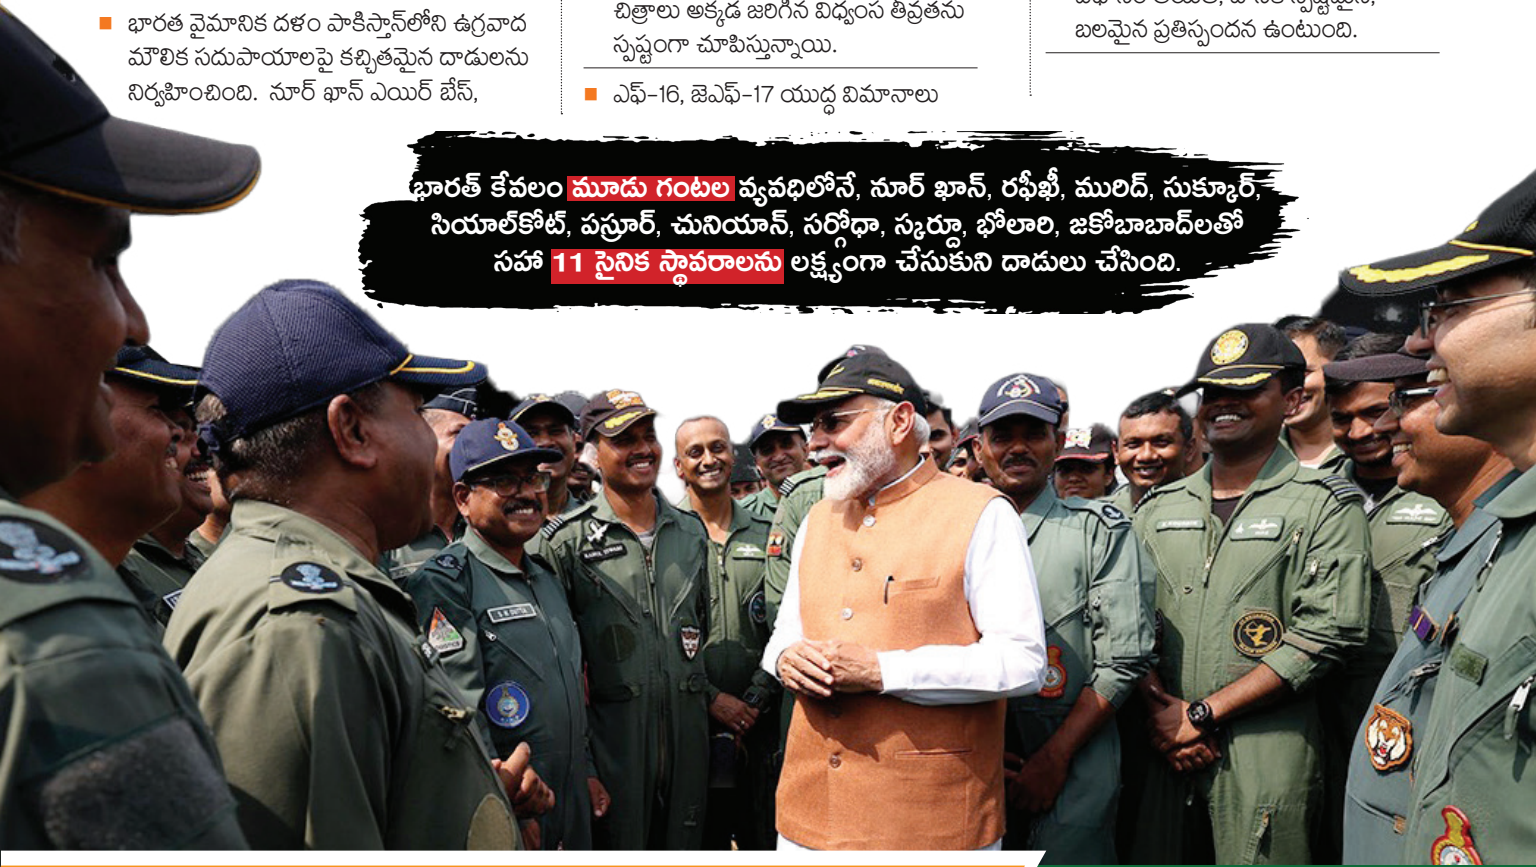 భారత వైమానిక దళం పాకిస్తాన్‌లోని ఉగ్రవాద
మౌలిక సదుపాయాలపై కచ్చితమైన దాడులను
నిర్వహించింది. నూర్ ఖాన్ ఎయిర్ బేస్,
చిత్రాలు అక్కడ జరిగిన విధ్వంస తీవ్రతను
స్పష్టంగా చూపిస్తున్నాయి.
ఎఫ్-16, జెఎఫ్-17 యుద్ధ విమానాలు
బలమైన ప్రతిస్పందన ఉంటుంది.
భారత్ కేవలం మూడు గంటల వ్యవధిలోనే, నూర్ ఖాన్, రఫీఖీ, మురిద్, సుక్కూర్,
సియాల్‌కోట్, పస్రూర్, చునియాన్, సర్గోధా, స్కర్దూ, భోలారి, జకోబాబాద్‌లతో
సహా 11 సైనిక స్థావరాలను లక్ష్యంగా చేసుకుని దాడులు చేసింది.